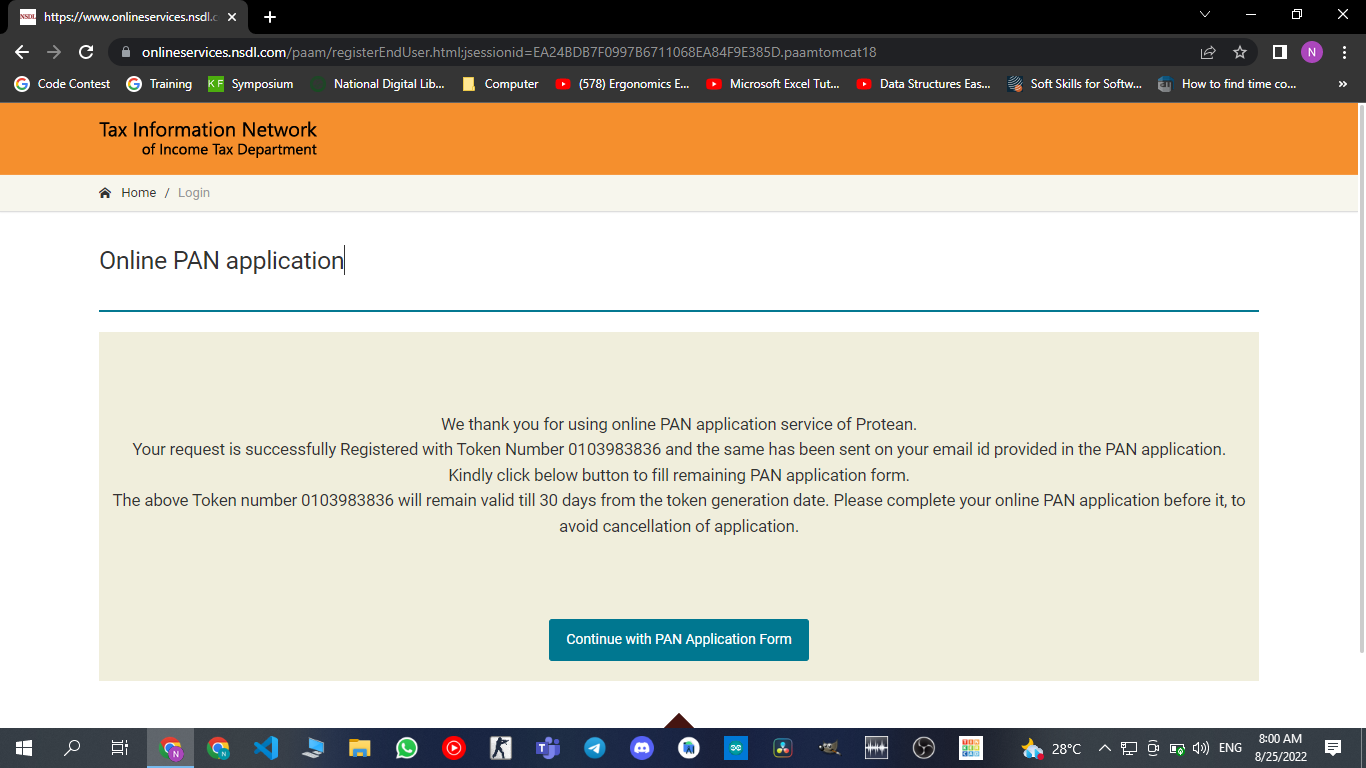 NSDL
https://www.onlineservices.nsdl.c
onlineservices.nsdl.com/paam/registerEndUser.html;jsessionid=EA24BDB7F0997B6711068EA84F9E385D.paamtomcat18
N
Code Contest
Training
KF Symposium
National Digital Lib...
Computer
(578) Ergonomics E...
Microsoft Excel Tut...
Data Structures Eas...
Soft Skills for Softw...
How to find time co...
»
Tax Information Network
of Income Tax Department
Home / Login
Online PAN application
We thank you for using online PAN application service of Protean.
Your request is successfully Registered with Token Number 0103983836 and the same has been sent on your email id provided in the PAN application.
Kindly click below button to fill remaining PAN application form.
The above Token number 0103983836 will remain valid till 30 days from the token generation date. Please complete your online PAN application before it, to
avoid cancellation of application.
Continue with PAN Application Form
28°C
ENG
8:00 AM
8/25/2022